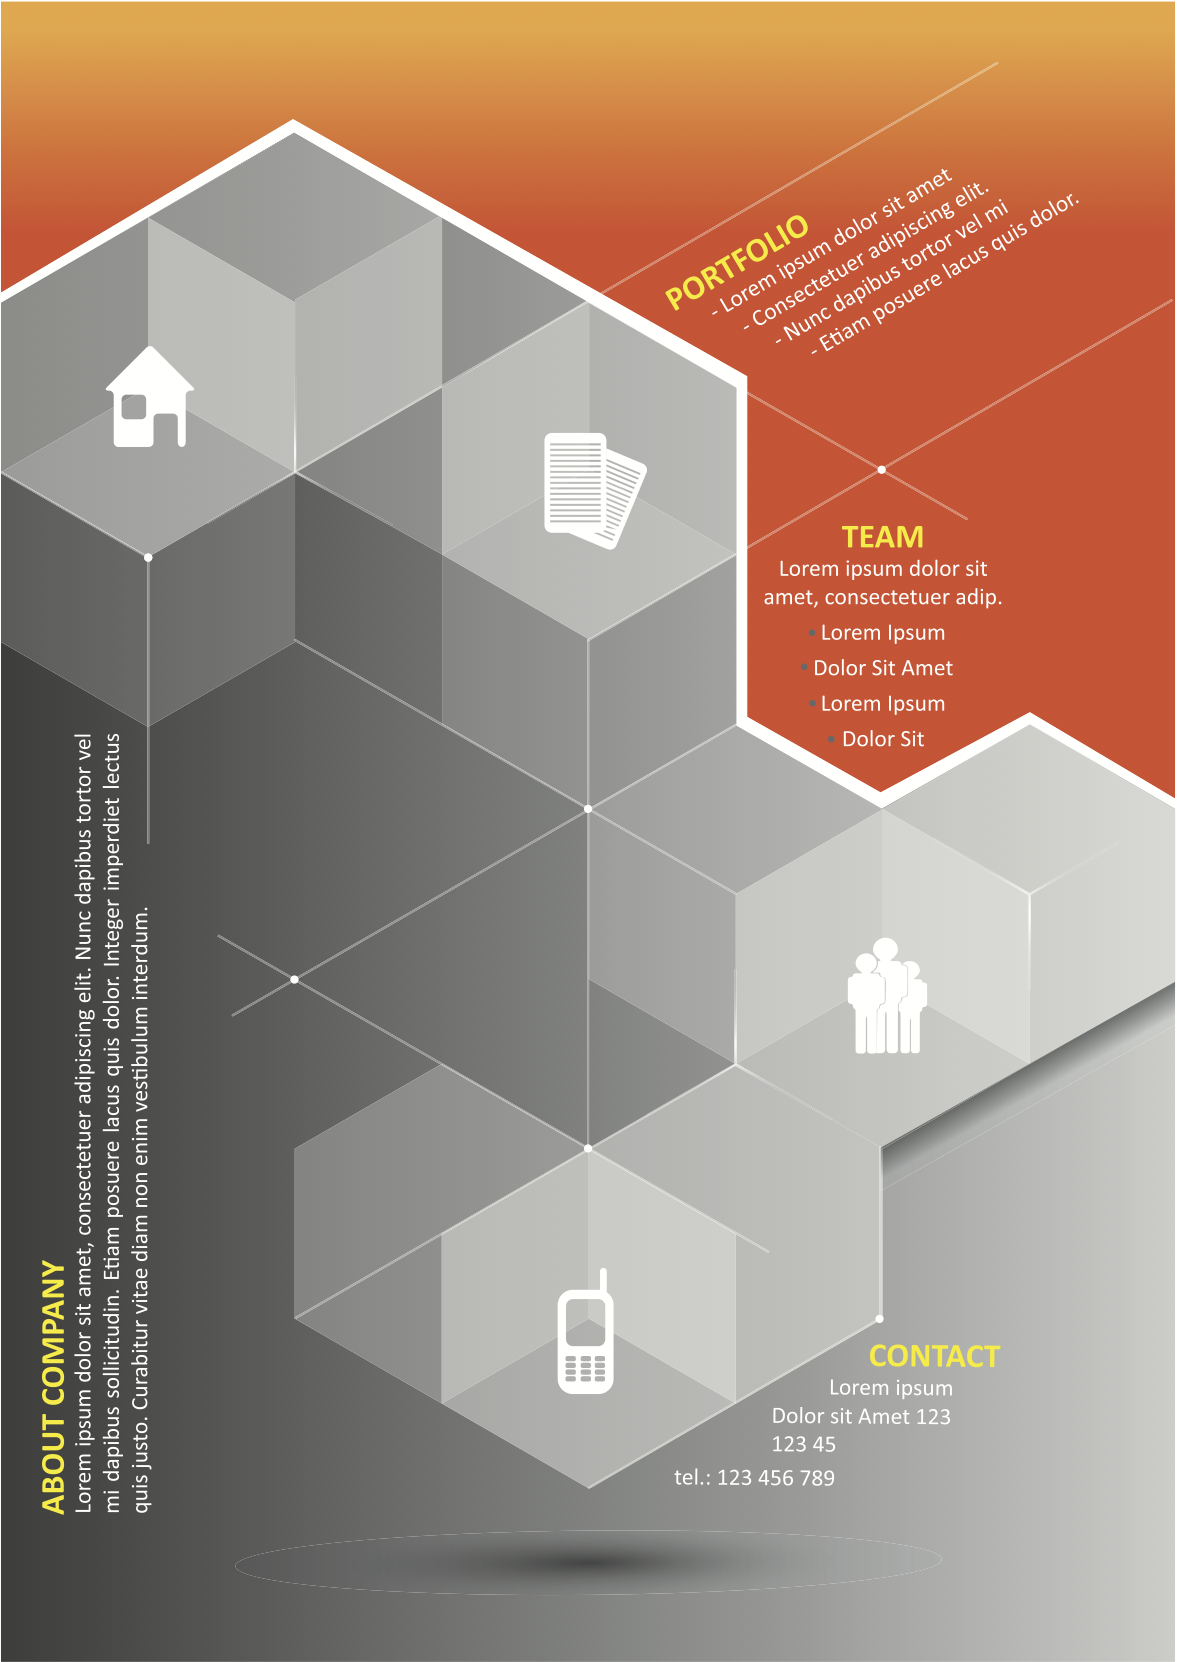 PORTFOLIO
- Lorem ipsum dolor sit amet
- Consectetuer adipiscing elit.
- Nunc dapibus tortor vel mi
- Etiam posuere lacus quis dolor.
TEAM
Lorem ipsum dolor sit
amet, consectetuer adip.
• Lorem Ipsum
• Dolor Sit Amet
• Lorem Ipsum
• Dolor Sit
ABOUT COMPANY
Lorem ipsum dolor sit amet, consectetuer adipiscing elit. Nunc dapibus tortor vel
mi dapibus sollicitudin. Etiam posuere lacus quis dolor. Integer imperdiet lectus
quis justo. Curabitur vitae diam non enim vestibulum interdum.
CONTACT
Lorem ipsum
Dolor sit Amet 123
123 45
tel.: 123 456 789